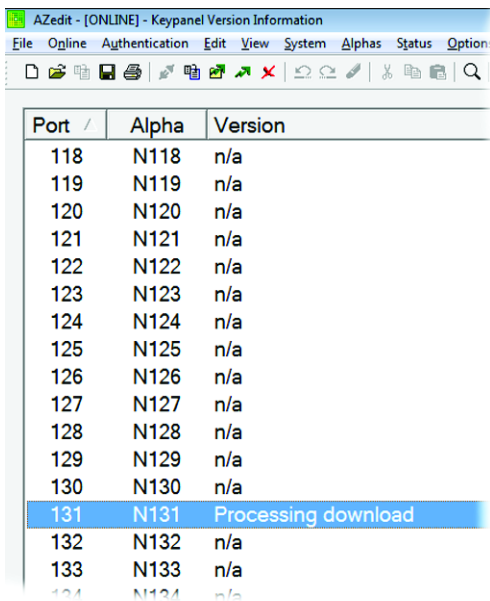 AZedit - [ONLINE] - Keypanel Version Information
File Online Authentication Edit View System Alphas Status Option
Port / Alpha Version
118 N118 n/a
119 N119 n/a
120 N120 n/a
121 N121 n/a
122 N122 n/a
123 N123 n/a
124 N124 n/a
125 N125 n/a
126 N126 n/a
127 N127 n/a
128 N128 n/a
129 N129 n/a
130 N130 n/a
131 N131 Processing download
132 N132 n/a
133 N133 n/a
134 N134 n/a